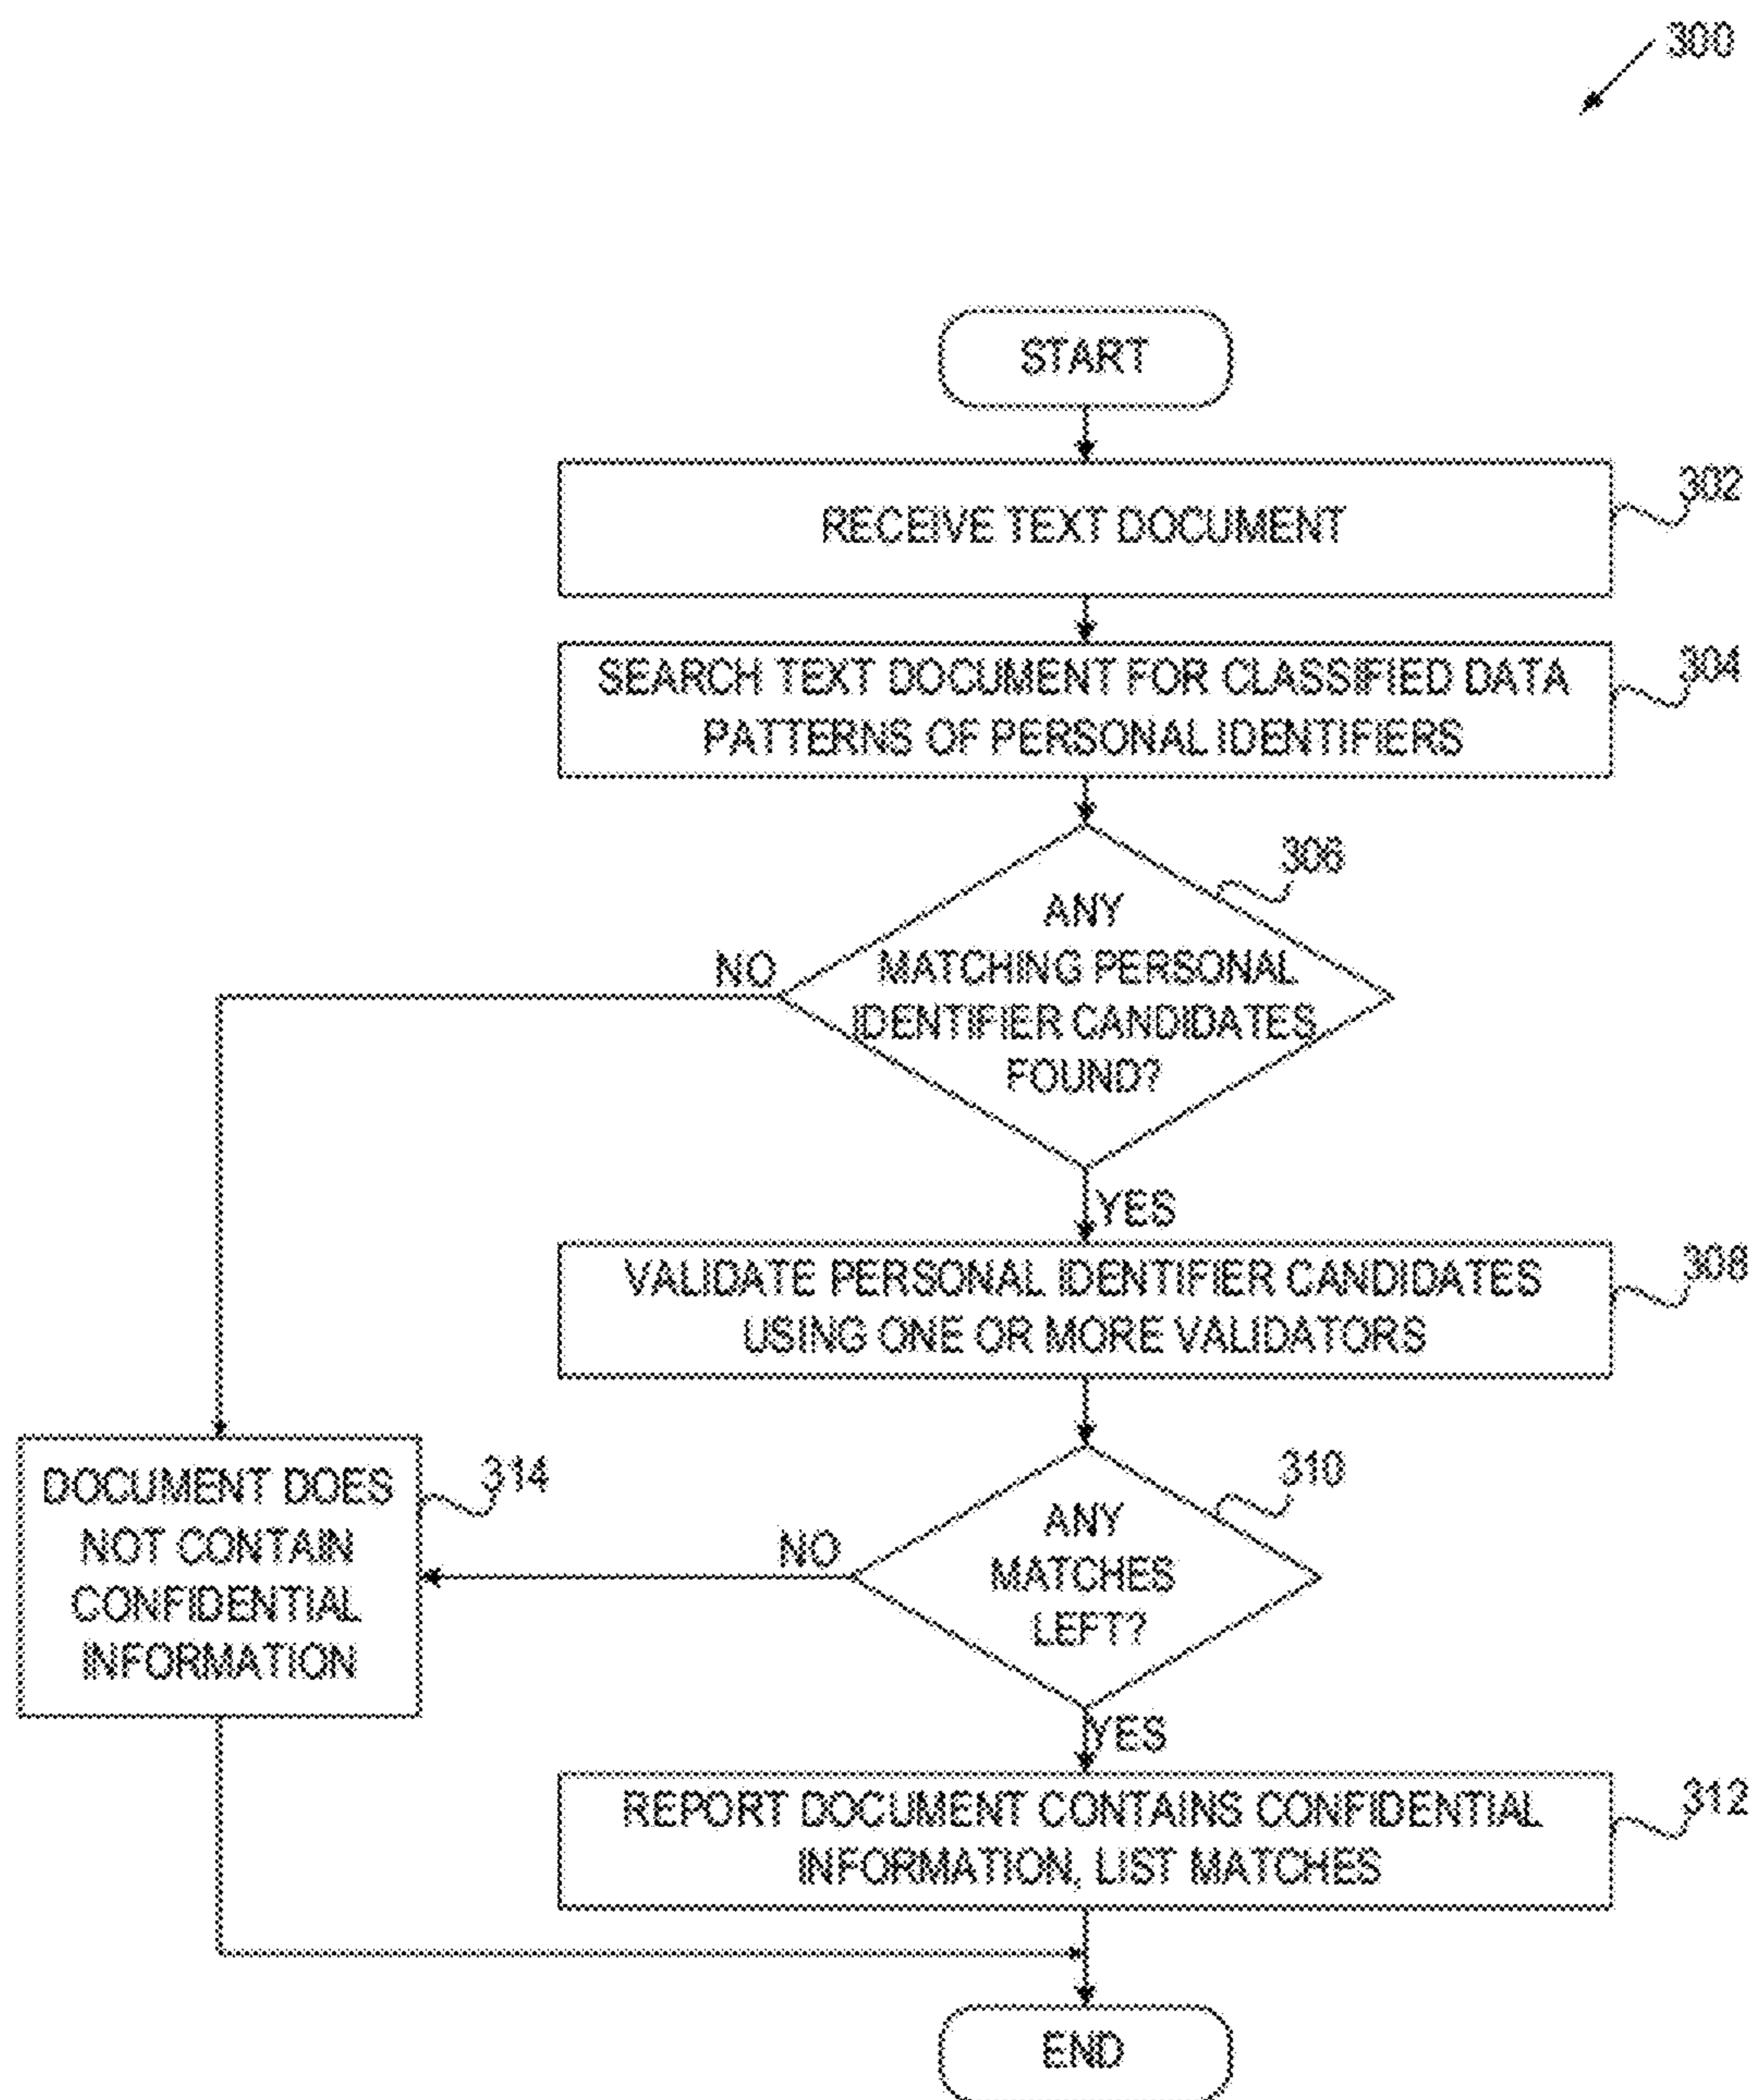 300
START
RECEIVE TEXT DOCUMENT
302
SEARCH TEXT DOCUMENT FOR CLASSIFIED DATA
PATTERNS OF PERSONAL IDENTIFIERS
304
306
ANY
MATCHING PERSONAL
IDENTIFIER CANDIDATES
FOUND?
NO
YES
VALIDATE PERSONAL IDENTIFIER CANDIDATES
USING ONE OR MORE VALIDATORS
308
310
ANY
MATCHES
LEFT?
NO
DOCUMENT DOES
NOT CONTAIN
CONFIDENTIAL
INFORMATION
314
YES
REPORT DOCUMENT CONTAINS CONFIDENTIAL
INFORMATION, LIST MATCHES
312
END